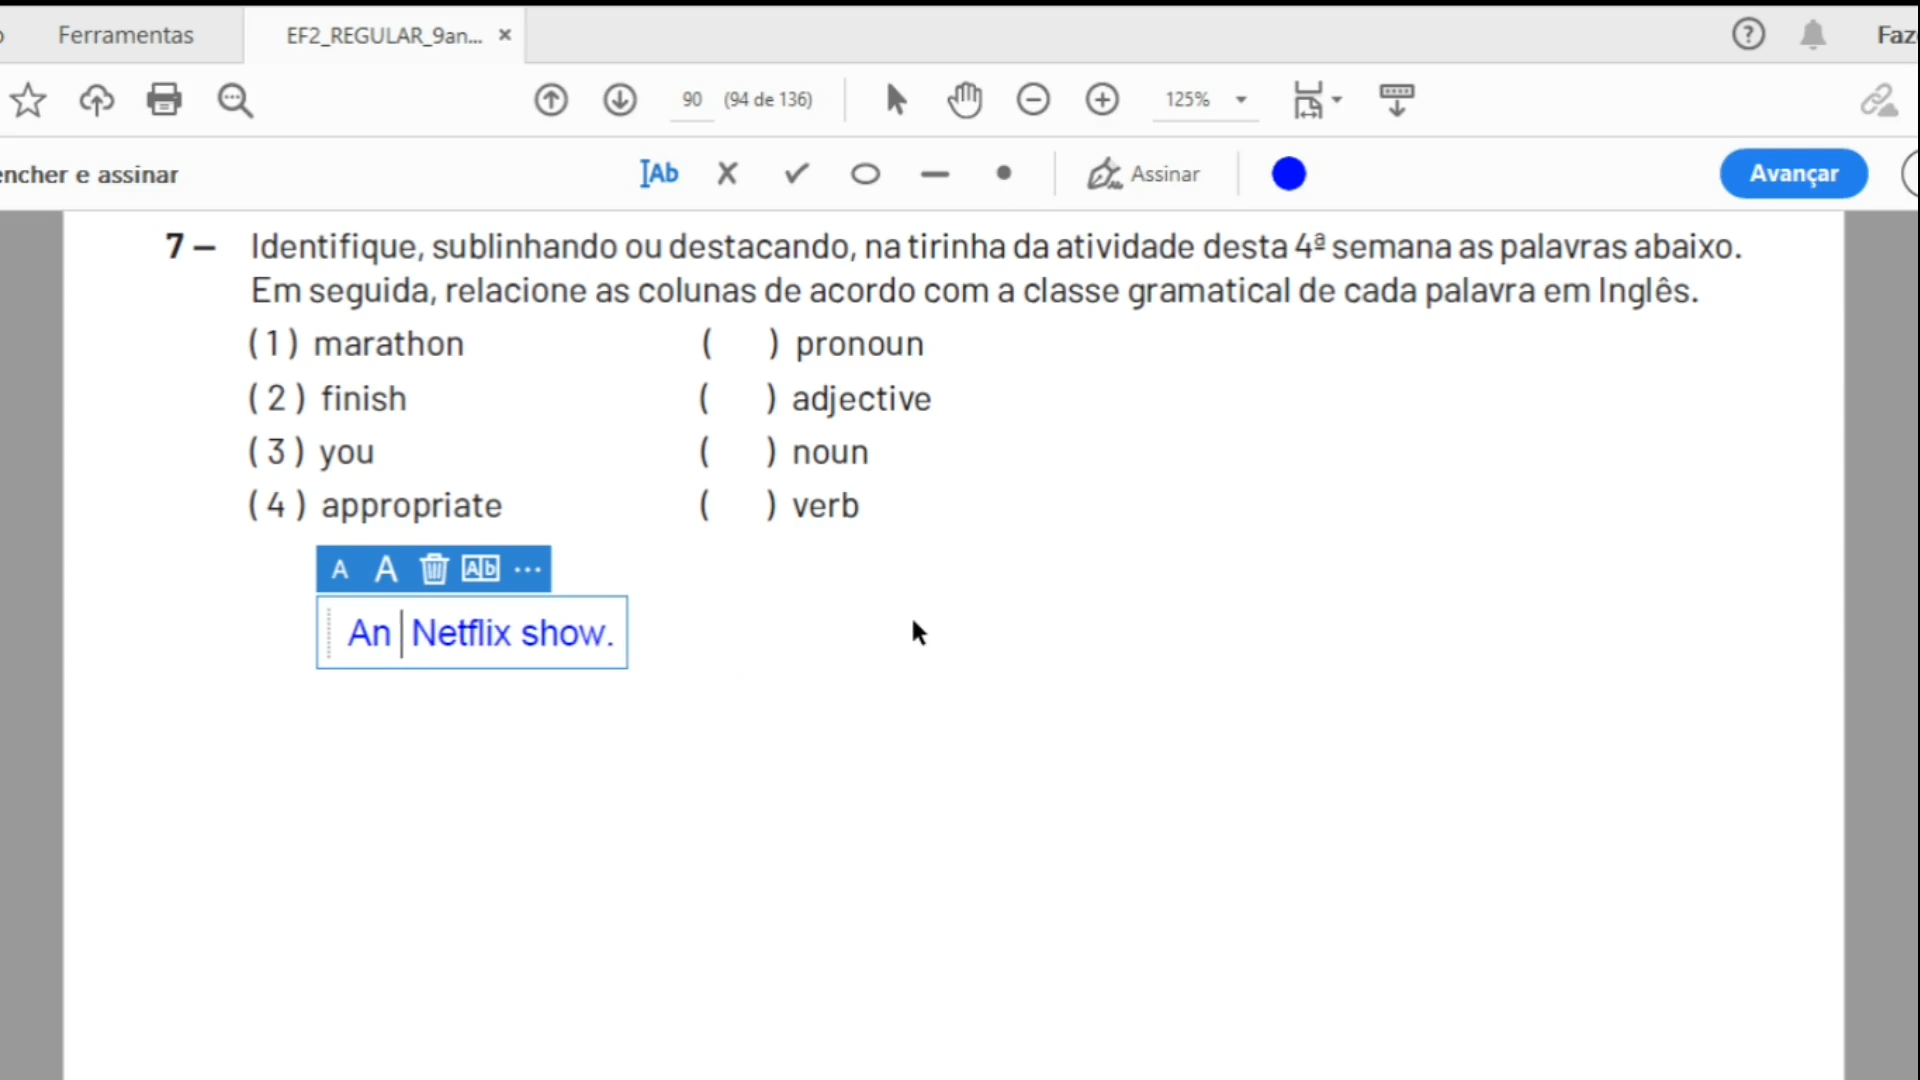 Ferramentas EF2_REGULAR_9an... × ? Faz
90 (94 de 136) 125%
encher e assinar Ab Assinar Avançar
7 — Identifique, sublinhando ou destacando, na tirinha da atividade desta 4ª semana as palavras abaixo.
Em seguida, relacione as colunas de acordo com a classe gramatical de cada palavra em Inglês.
( 1 ) marathon ( ) pronoun
( 2 ) finish ( ) adjective
( 3 ) you ( ) noun
( 4 ) appropriate ( ) verb
A A Ab ...
An Netflix show.